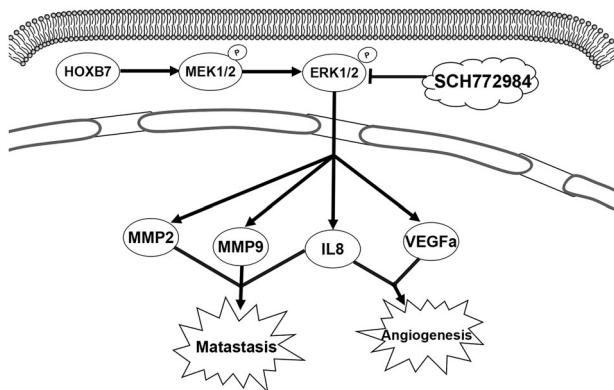 P
P
HOXB7
MEK1/2
ERK1/2
SCH772984
MMP2
MMP9
IL8
VEGFa
Matastasis
Angiogenesis